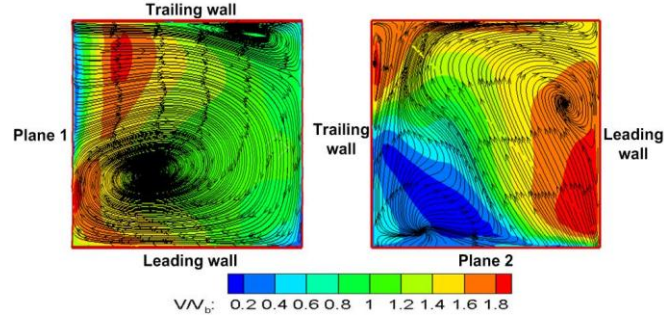 Trailing wall
Plane 1
Leading wall
Trailing
wall
Leading
wall
Plane 2
V/V_b: 0.2 0.4 0.6 0.8 1 1.2 1.4 1.6 1.8